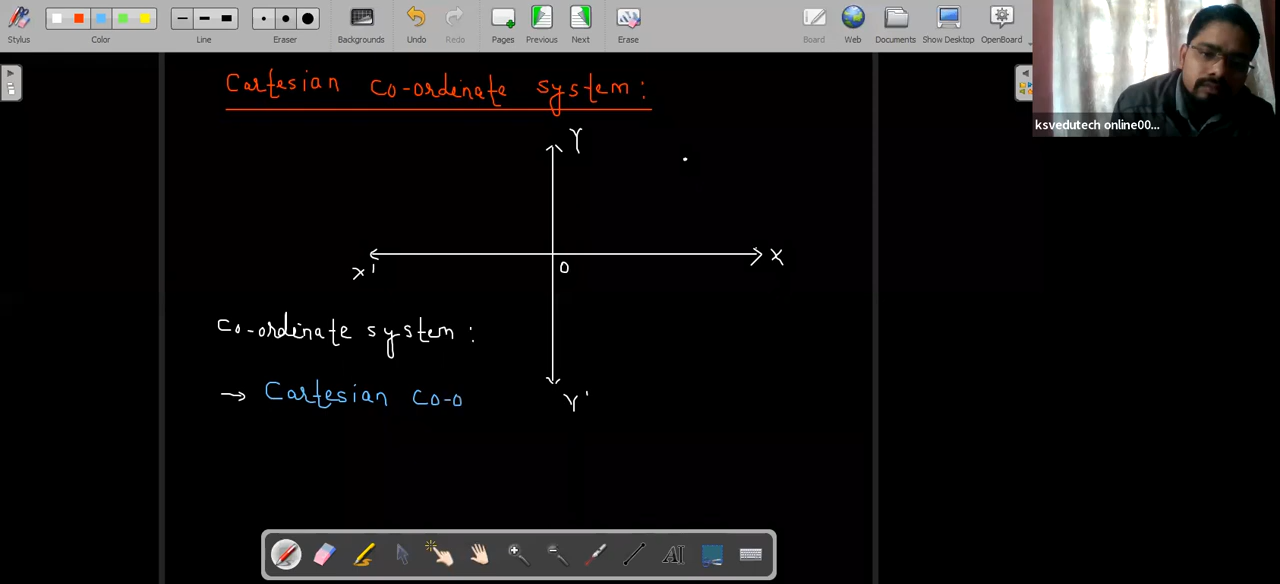 Stylus Color Line Eraser Backgrounds Undo Redo Pages Previous Next Erase Board Web Documents Show Desktop OpenBoard
ksvedutech online00...
Cartesian Co-ordinate system:
Y
X' O X
Co-ordinate system:
→ Cartesian Co-o
Y'
AI